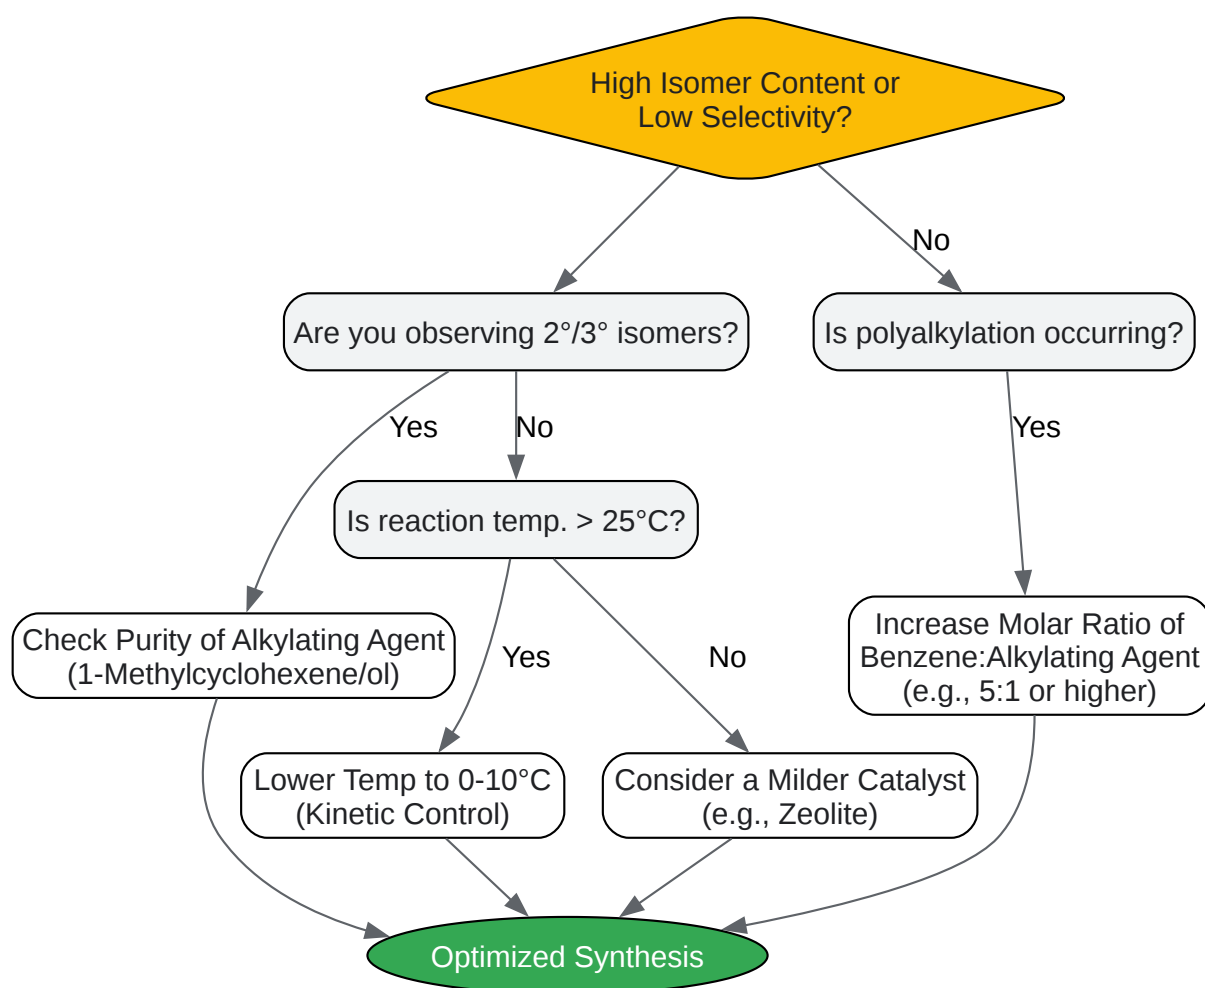 High Isomer Content or
Low Selectivity?
No
Are you observing 2°/3° isomers?
Is polyalkylation occurring?
Yes
No
Yes
Is reaction temp. > 25°C?
Check Purity of Alkylating Agent
(1-Methylcyclohexene/ol)
Yes
No
Increase Molar Ratio of
Benzene:Alkylating Agent
(e.g., 5:1 or higher)
Lower Temp to 0-10°C
(Kinetic Control)
Consider a Milder Catalyst
(e.g., Zeolite)
Optimized Synthesis